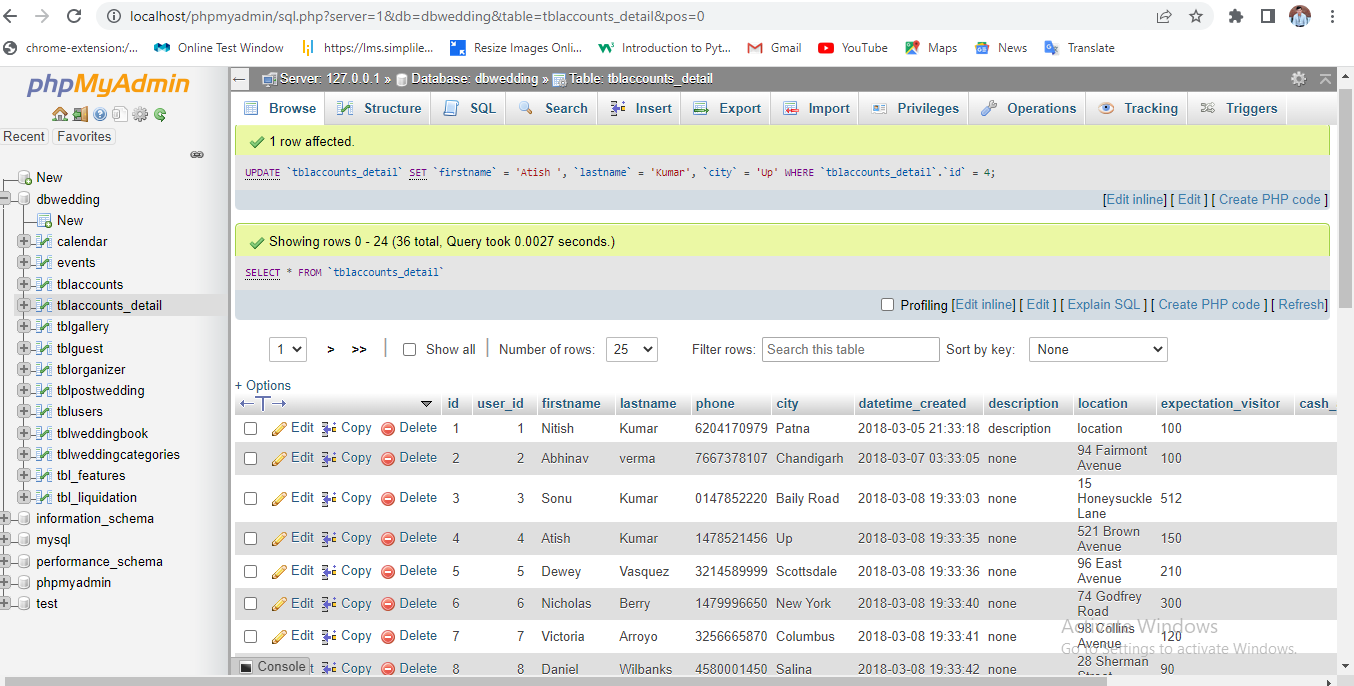 localhost/phpmyadmin/sql.php?server=1&db=dbwedding&table=tblaccounts_detail&pos=0
chrome-extension:/... Online Test Window https://lms.simplile... Resize Images Onli... Introduction to Pyt... Gmail YouTube Maps News Translate
phpMyAdmin
Recent Favorites
New
dbwedding
New
calendar
events
tblaccounts
tblaccounts_detail
tblgallery
tblguest
tblorganizer
tblpostwedding
tblusers
tblweddingbook
tblweddingcategories
tbl_features
tbl_liquidation
information_schema
mysql
performance_schema
phpmyadmin
test
Server: 127.0.0.1 » Database: dbwedding » Table: tblaccounts_detail
Browse Structure SQL Search Insert Export Import Privileges Operations Tracking Triggers
1 row affected.
UPDATE `tblaccounts_detail` SET `firstname` = 'Atish ', `lastname` = 'Kumar', `city` = 'Up' WHERE `tblaccounts_detail`.`id` = 4;
[Edit inline] [ Edit ] [ Create PHP code ]
Showing rows 0 - 24 (36 total, Query took 0.0027 seconds.)
SELECT * FROM `tblaccounts_detail`
Profiling [Edit inline] [ Edit ] [ Explain SQL ] [ Create PHP code ] [ Refresh]
1 > >> Show all Number of rows: 25 Filter rows: Search this table Sort by key: None
+ Options
←T→ id user_id firstname lastname phone city datetime_created description location expectation_visitor cash_
Edit Copy Delete 1 1 Nitish Kumar 6204170979 Patna 2018-03-05 21:33:18 description location 100
Edit Copy Delete 2 2 Abhinav verma 7667378107 Chandigarh 2018-03-07 03:33:05 none 94 Fairmont Avenue 100
Edit Copy Delete 3 3 Sonu Kumar 0147852220 Baily Road 2018-03-08 19:33:03 none 15 Honeysuckle Lane 512
Edit Copy Delete 4 4 Atish Kumar 1478521456 Up 2018-03-08 19:33:35 none 521 Brown Avenue 150
Edit Copy Delete 5 5 Dewey Vasquez 3214589999 Scottsdale 2018-03-08 19:33:36 none 96 East Avenue 210
Edit Copy Delete 6 6 Nicholas Berry 1479996650 New York 2018-03-08 19:33:40 none 74 Godfrey Road 300
Edit Copy Delete 7 7 Victoria Arroyo 3256665870 Columbus 2018-03-08 19:33:41 none 98 Collins Avenue 120
Edit Copy Delete 8 8 Daniel Wilbanks 4580001450 Salina 2018-03-08 19:33:42 none 28 Sherman Street 90
Console
Activate Windows
Go to Settings to activate Windows.